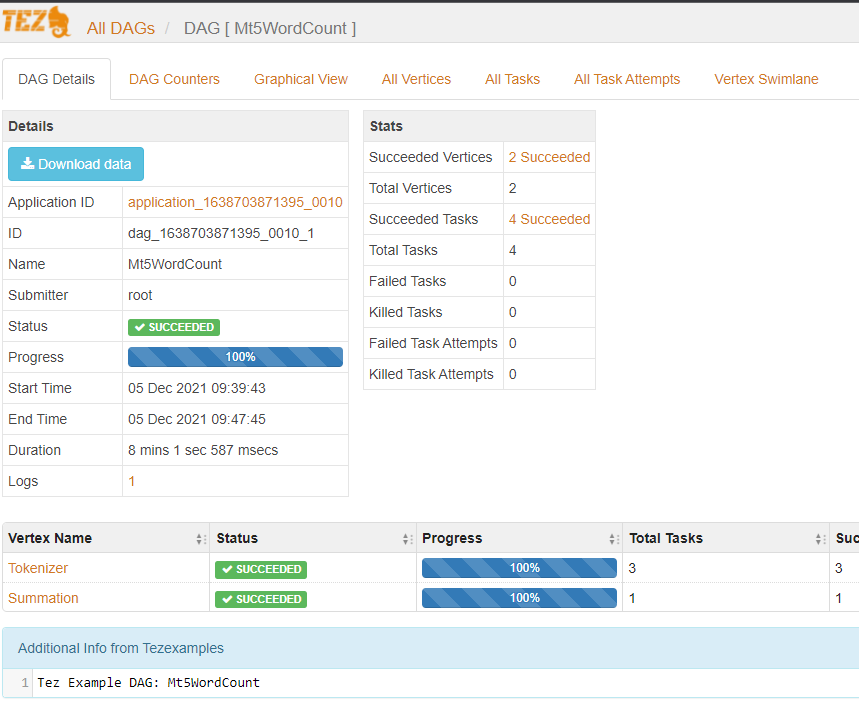 TEZ All DAGs / DAG [ Mt5WordCount ]
DAG Details DAG Counters Graphical View All Vertices All Tasks All Task Attempts Vertex Swimlane
Details
Download data
Application ID application_1638703871395_0010
ID dag_1638703871395_0010_1
Name Mt5WordCount
Submitter root
Status SUCCEEDED
Progress 100%
Start Time 05 Dec 2021 09:39:43
End Time 05 Dec 2021 09:47:45
Duration 8 mins 1 sec 587 msecs
Logs 1
Stats
Succeeded Vertices 2 Succeeded
Total Vertices 2
Succeeded Tasks 4 Succeeded
Total Tasks 4
Failed Tasks 0
Killed Tasks 0
Failed Task Attempts 0
Killed Task Attempts 0
Vertex Name Status Progress Total Tasks Suc
Tokenizer SUCCEEDED 100% 3 3
Summation SUCCEEDED 100% 1 1
Additional Info from Tezexamples
1 Tez Example DAG: Mt5WordCount